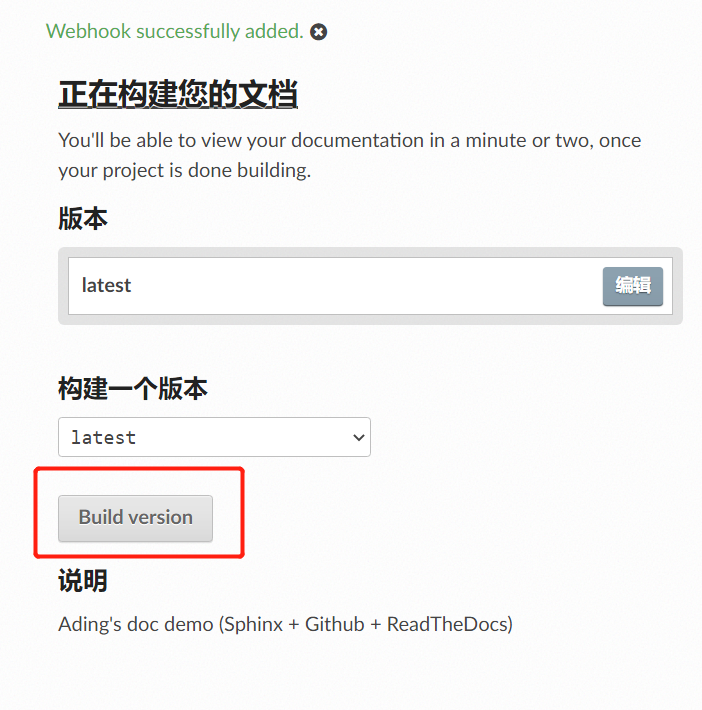 Webhook successfully added.
正在构建您的文档
You'll be able to view your documentation in a minute or two, once
your project is done building.
版本
latest
编辑
构建一个版本
latest
Build version
说明
Ading's doc demo (Sphinx + Github + ReadTheDocs)